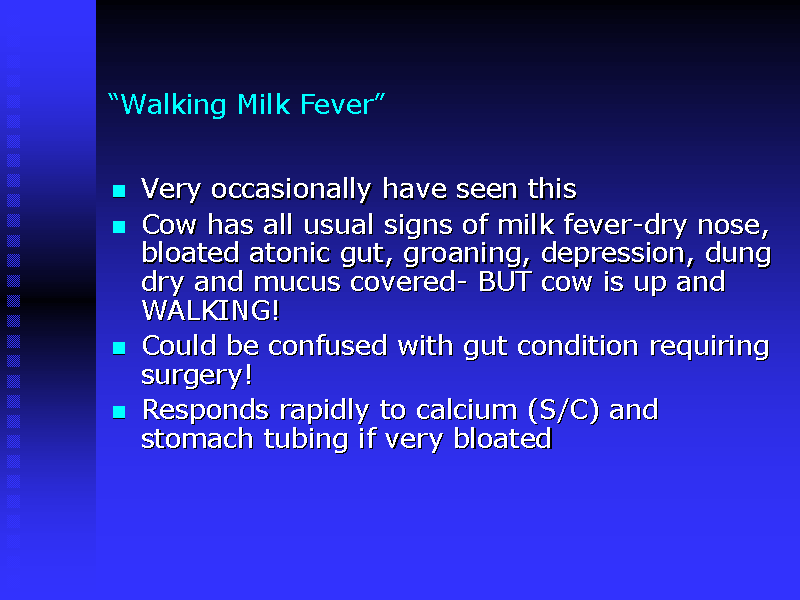 “Walking Milk Fever”
Very occasionally have seen this
Cow has all usual signs of milk fever-dry nose,
bloated atonic gut, groaning, depression, dung
dry and mucus covered- BUT cow is up and
WALKING!
Could be confused with gut condition requiring
surgery!
Responds rapidly to calcium (S/C) and
stomach tubing if very bloated